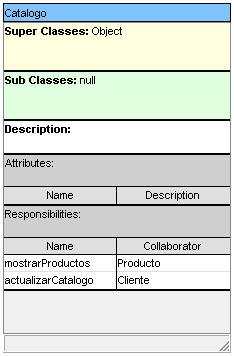 Catalogo
Super Classes: Object
Sub Classes: null
Description:
Attributes:
Name Description
Responsibilities:
Name Collaborator
mostrarProductos Producto
actualizarCatalogo Cliente